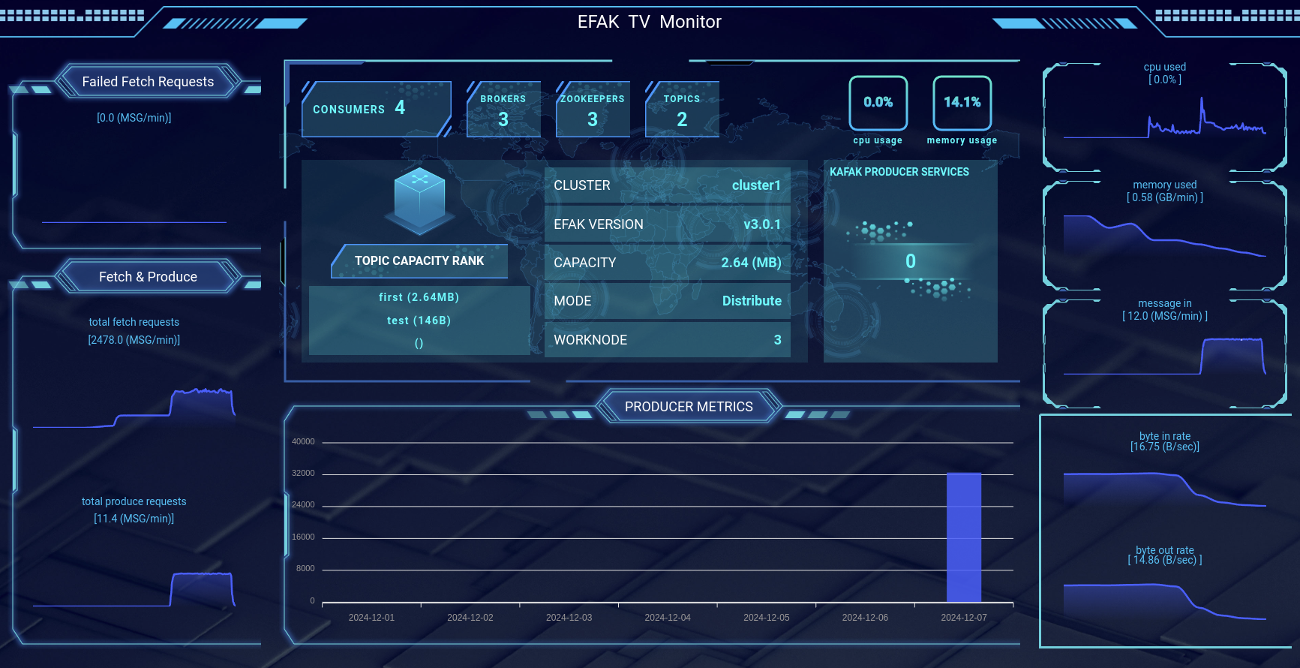 EFAK TV Monitor
Failed Fetch Requests
[0.0 (MSG/min)]
Fetch & Produce
total fetch requests
[2478.0 (MSG/min)]
total produce requests
[11.4 (MSG/min)]
CONSUMERS 4
BROKERS
3
ZOOKEEPERS
3
TOPICS
2
0.0%
cpu usage
14.1%
memory usage
TOPIC CAPACITY RANK
first (2.64MB)
test (146B)
()
CLUSTER cluster1
EFAK VERSION v3.0.1
CAPACITY 2.64 (MB)
MODE Distribute
WORKNODE 3
KAFAK PRODUCER SERVICES
0
PRODUCER METRICS
40000
32000
24000
16000
8000
0
2024-12-01 2024-12-02 2024-12-03 2024-12-04 2024-12-05 2024-12-06 2024-12-07
cpu used
[ 0.0% ]
memory used
[ 0.58 (GB/min) ]
message in
[ 12.0 (MSG/min) ]
byte in rate
[16.75 (B/sec)]
byte out rate
[ 14.86 (B/sec) ]